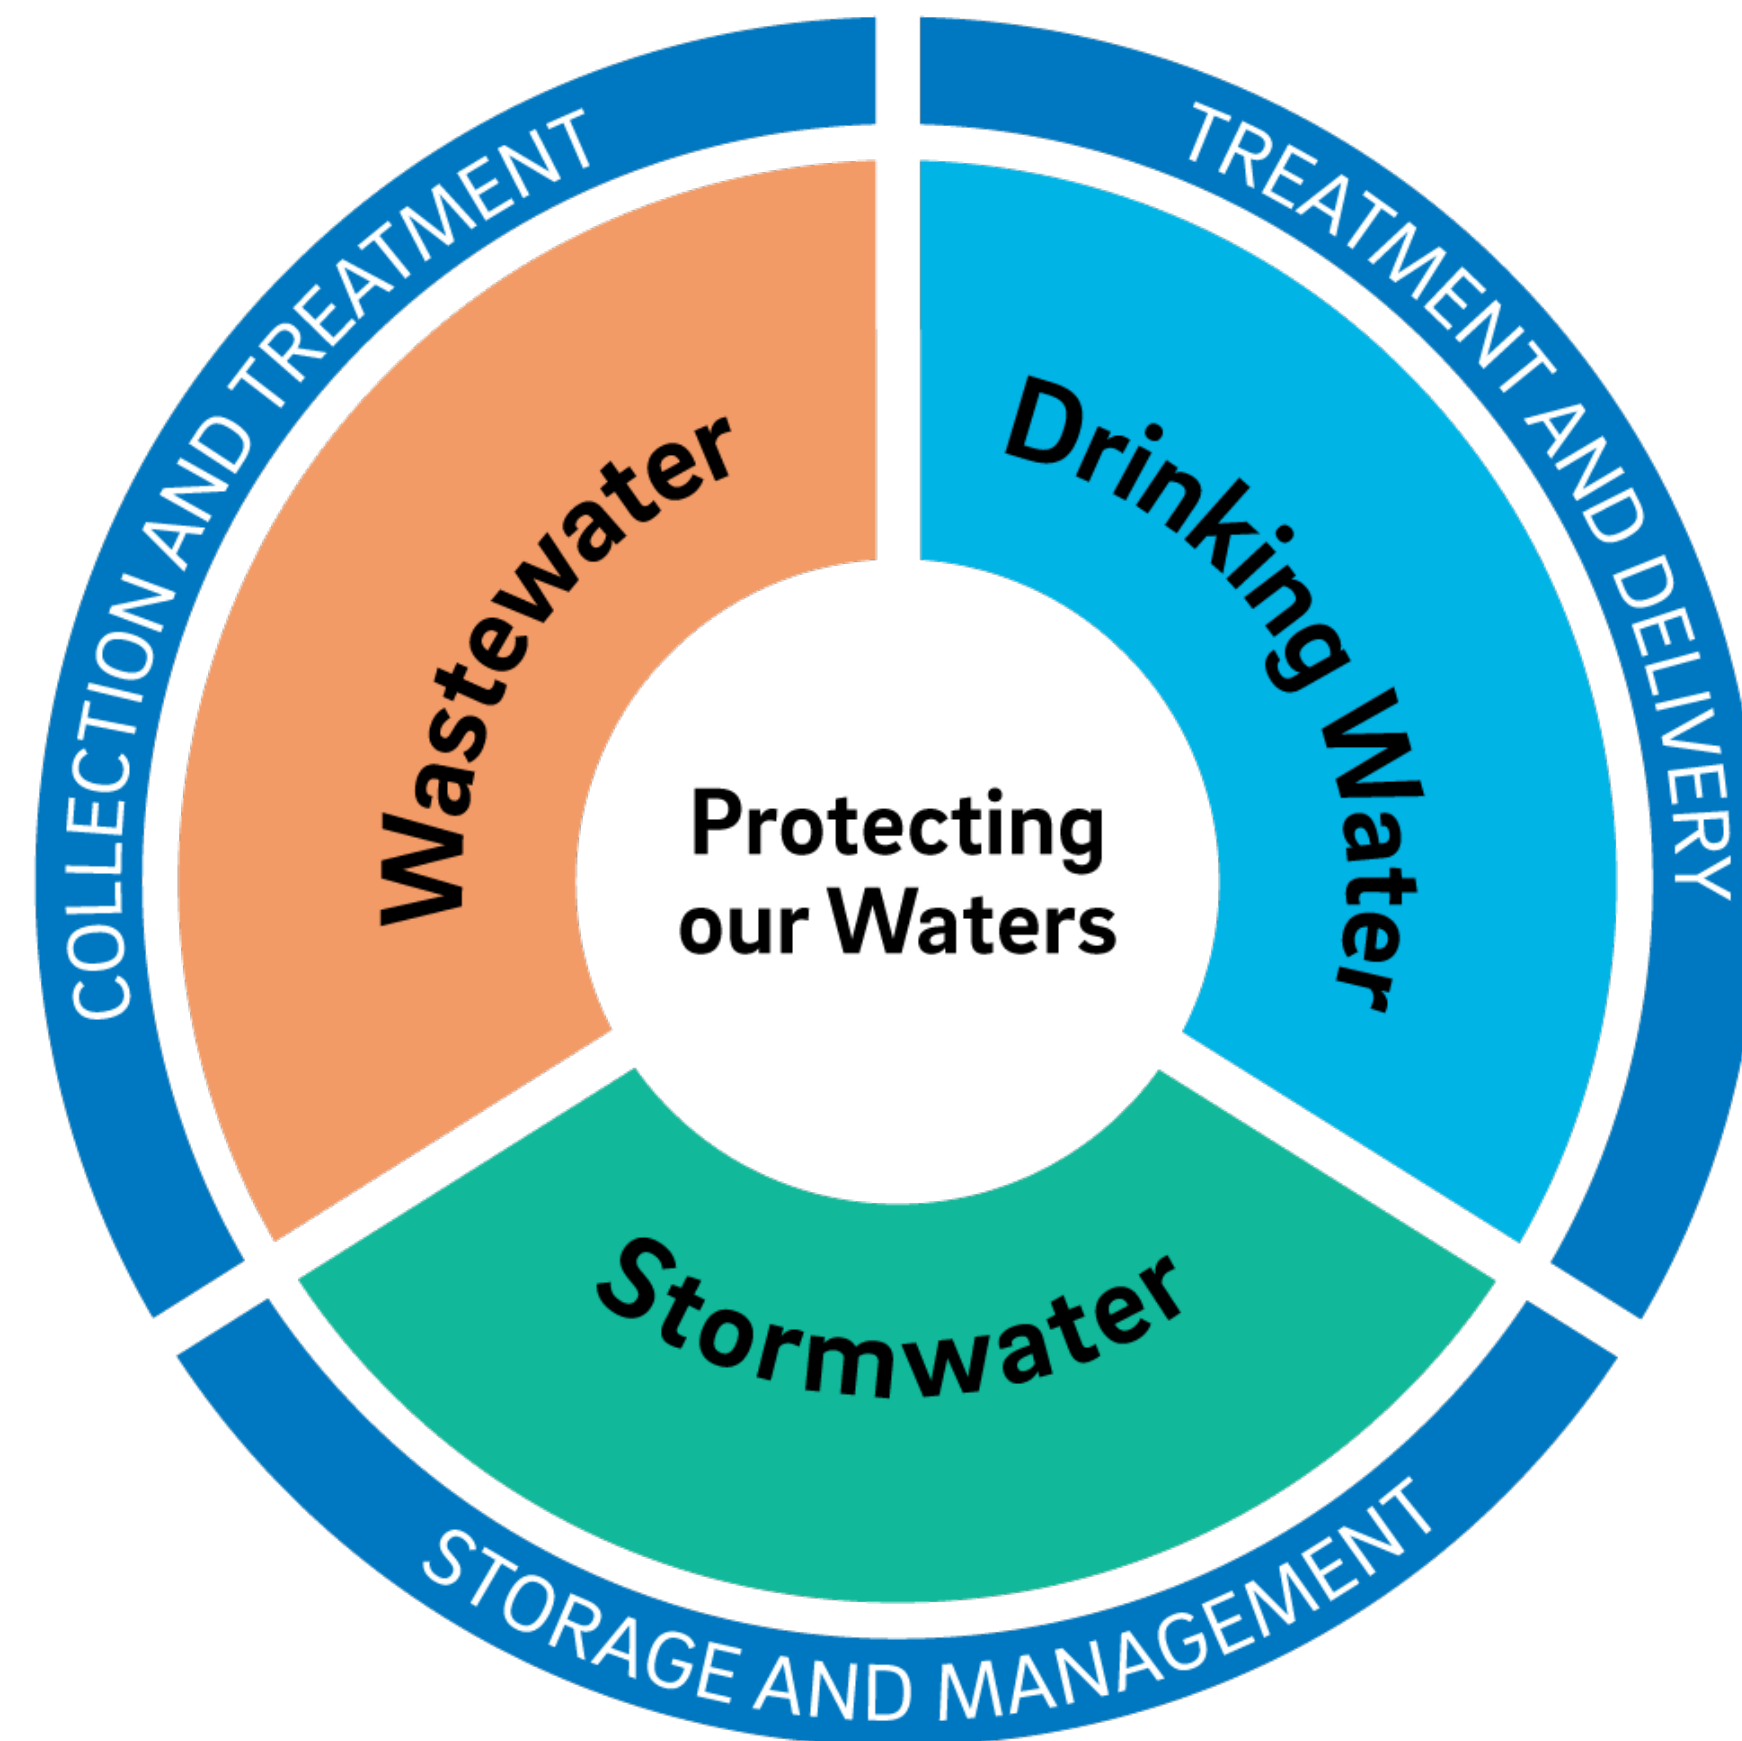 COLLECTION AND TREATMENT
TREATMENT AND DELIVERY
Wastewater
Drinking Water
Protecting
our Waters
Stormwater
STORAGE AND MANAGEMENT